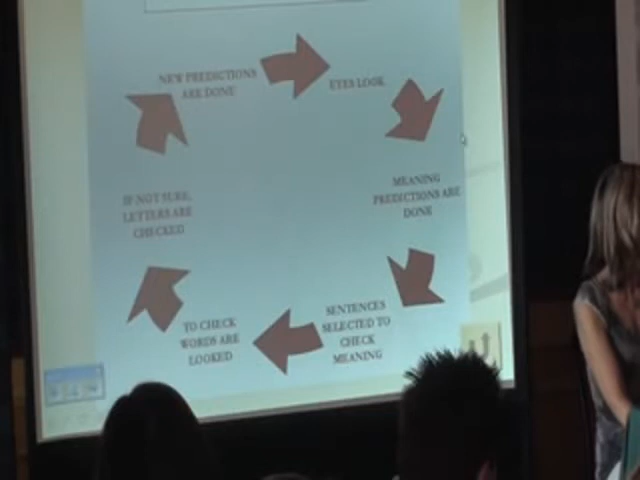 NEW PREDICTIONS
ARE DONE
EYES LOOK
MEANING
PREDICTIONS ARE
DONE
SENTENCES
SELECTED TO
CHECK
MEANING
TO CHECK
WORDS ARE
LOOKED
IF NOT SURE,
LETTERS ARE
CHECKED